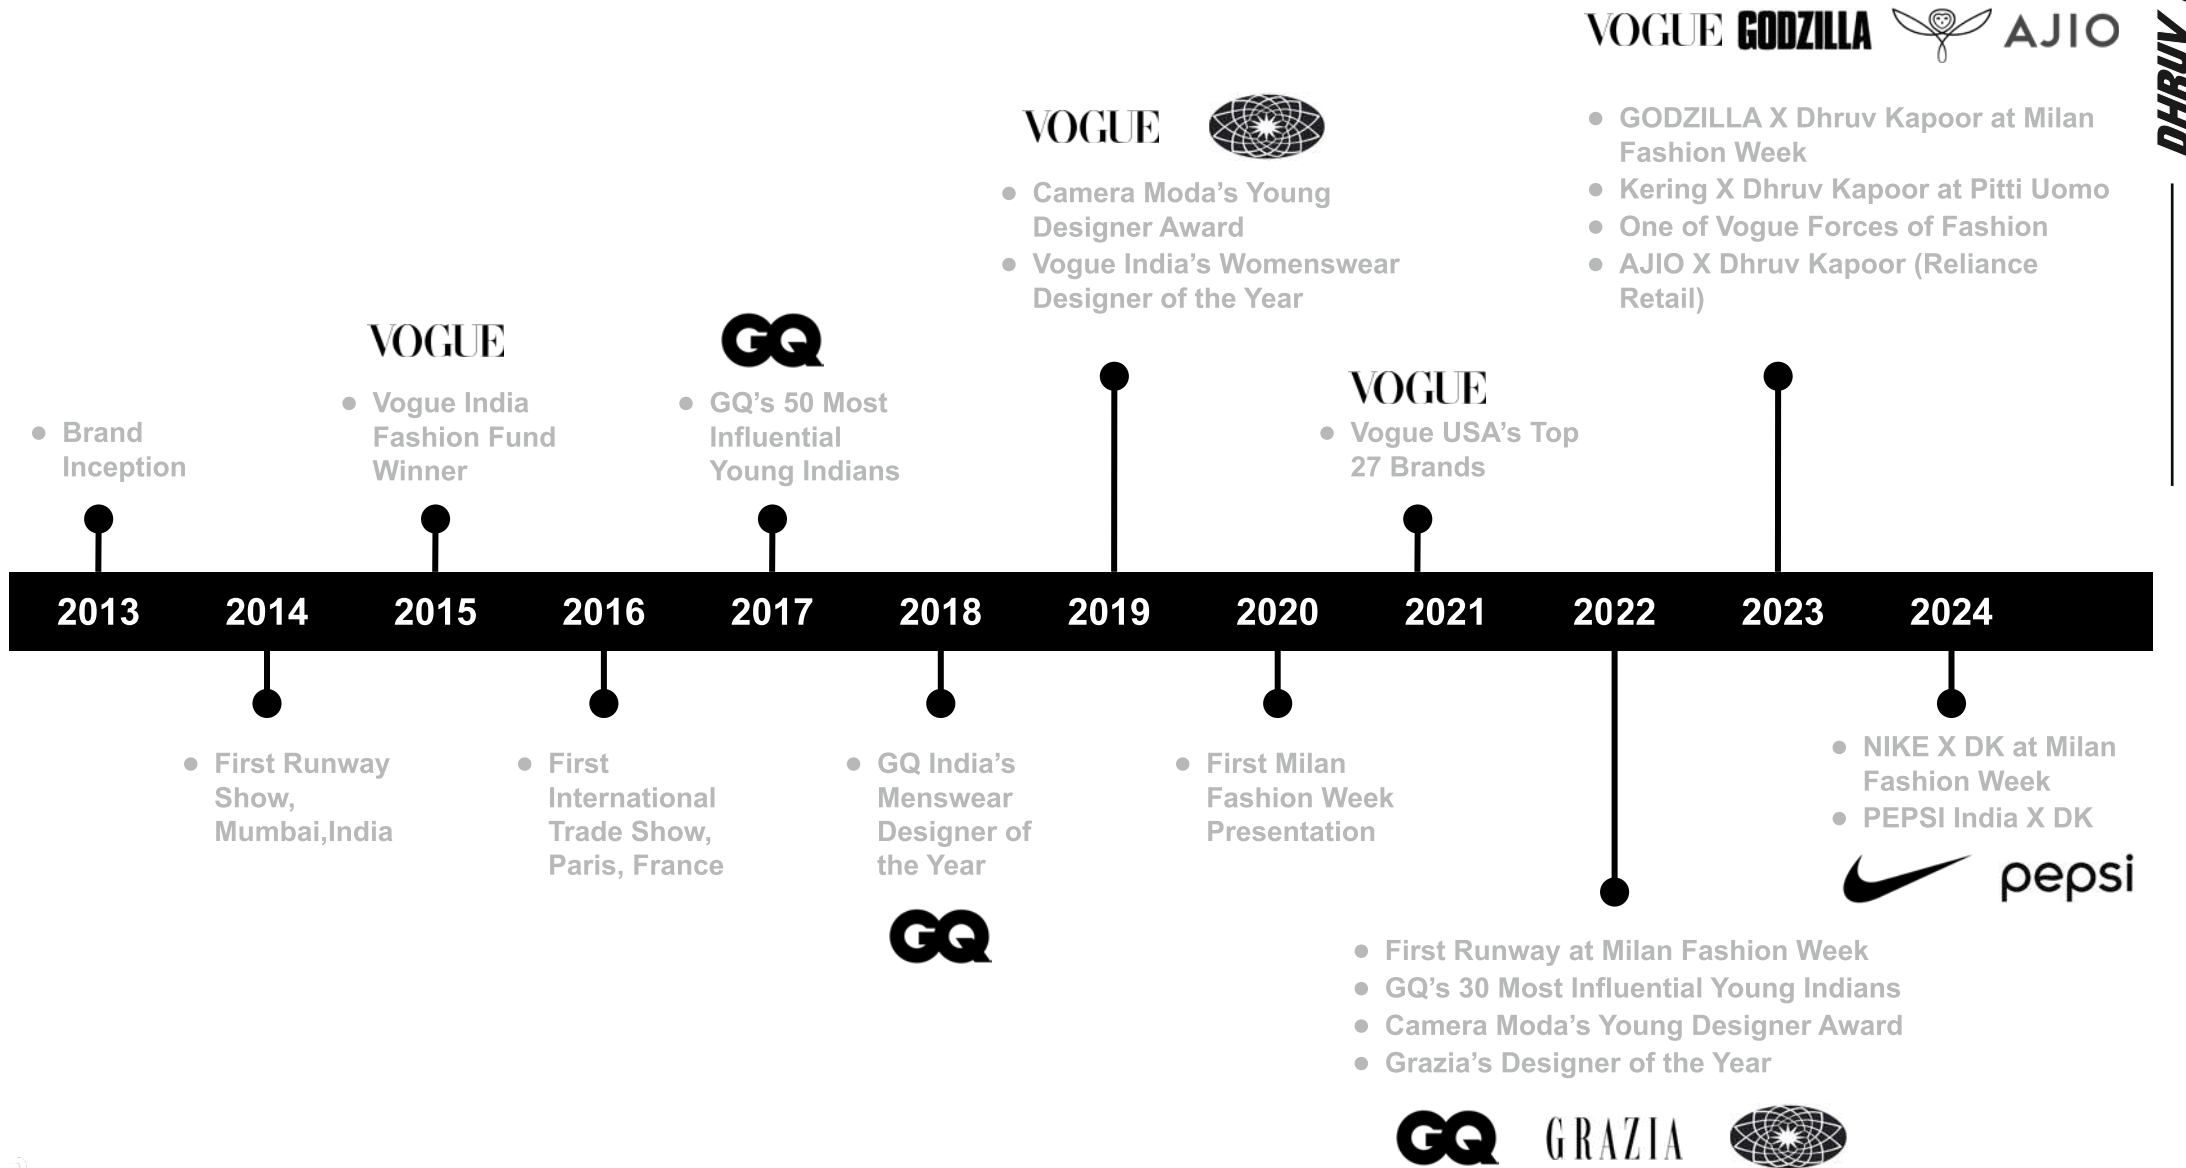 VOGUE GODZILLA AJIO
DHRUV
VOGUE
● GODZILLA X Dhruv Kapoor at Milan
Fashion Week
● Kering X Dhruv Kapoor at Pitti Uomo
● One of Vogue Forces of Fashion
● AJIO X Dhruv Kapoor (Reliance
Retail)
● Camera Moda’s Young
Designer Award
● Vogue India’s Womenswear
Designer of the Year
VOGUE
● Vogue India
Fashion Fund
Winner
GQ
● GQ’s 50 Most
Influential
Young Indians
VOGUE
● Vogue USA’s Top
27 Brands
● Brand
Inception
2013 2014 2015 2016 2017 2018 2019 2020 2021 2022 2023 2024
● First Runway
Show,
Mumbai,India
● First
International
Trade Show,
Paris, France
● GQ India’s
Menswear
Designer of
the Year
GQ
● First Milan
Fashion Week
Presentation
● NIKE X DK at Milan
Fashion Week
● PEPSI India X DK
pepsi
● First Runway at Milan Fashion Week
● GQ’s 30 Most Influential Young Indians
● Camera Moda’s Young Designer Award
● Grazia’s Designer of the Year
GQ GRAZIA